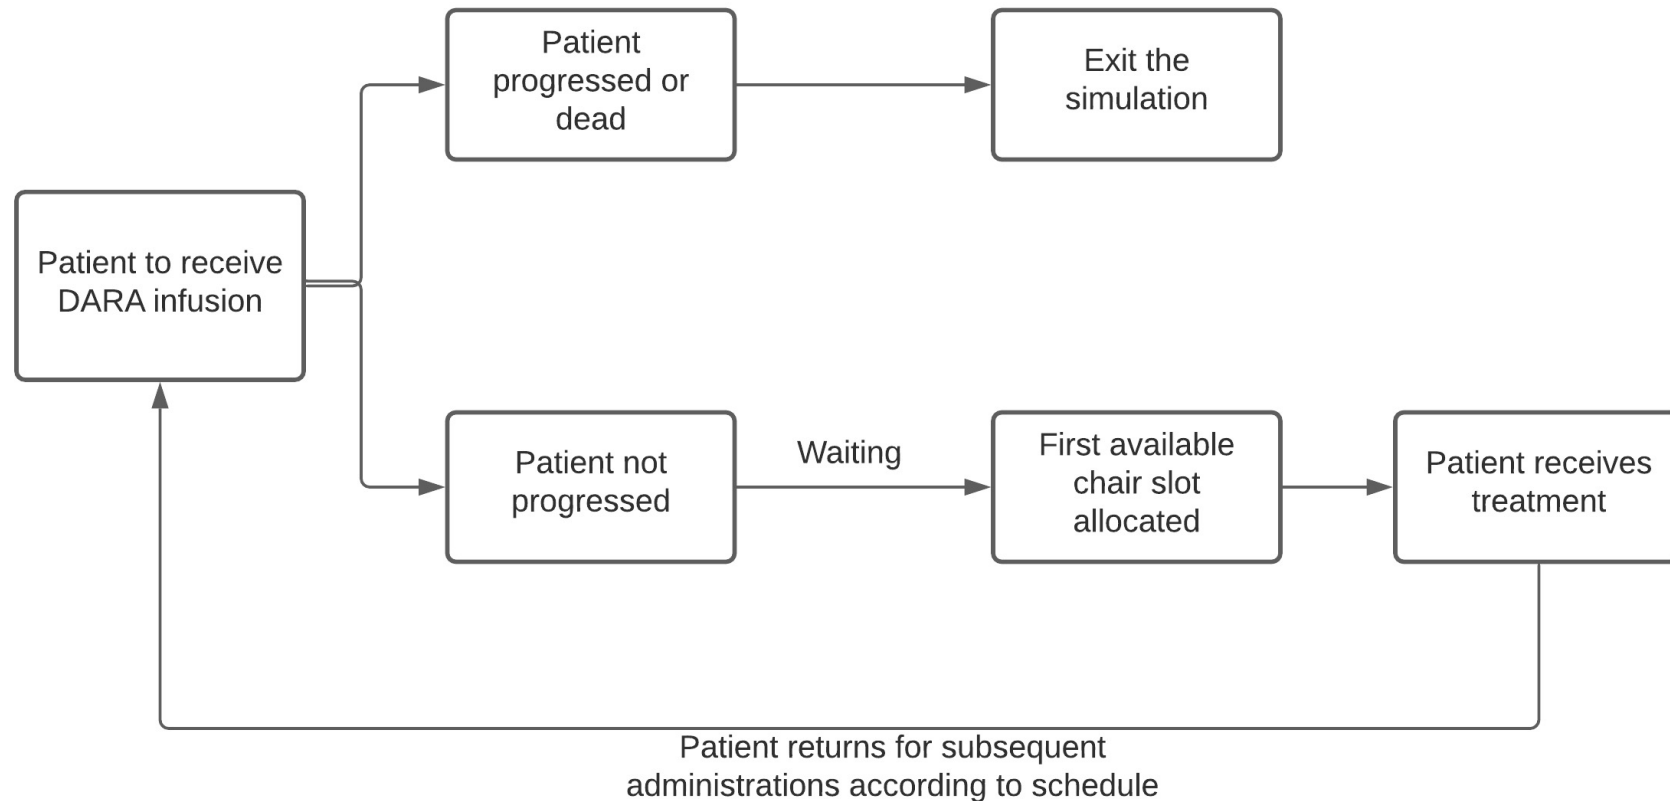 Patient
progressed or
dead
Exit the
simulation
Patient to receive
DARA infusion
Patient not
progressed
Waiting
First available
chair slot
allocated
Patient receives
treatment
Patient returns for subsequent
administrations according to schedule